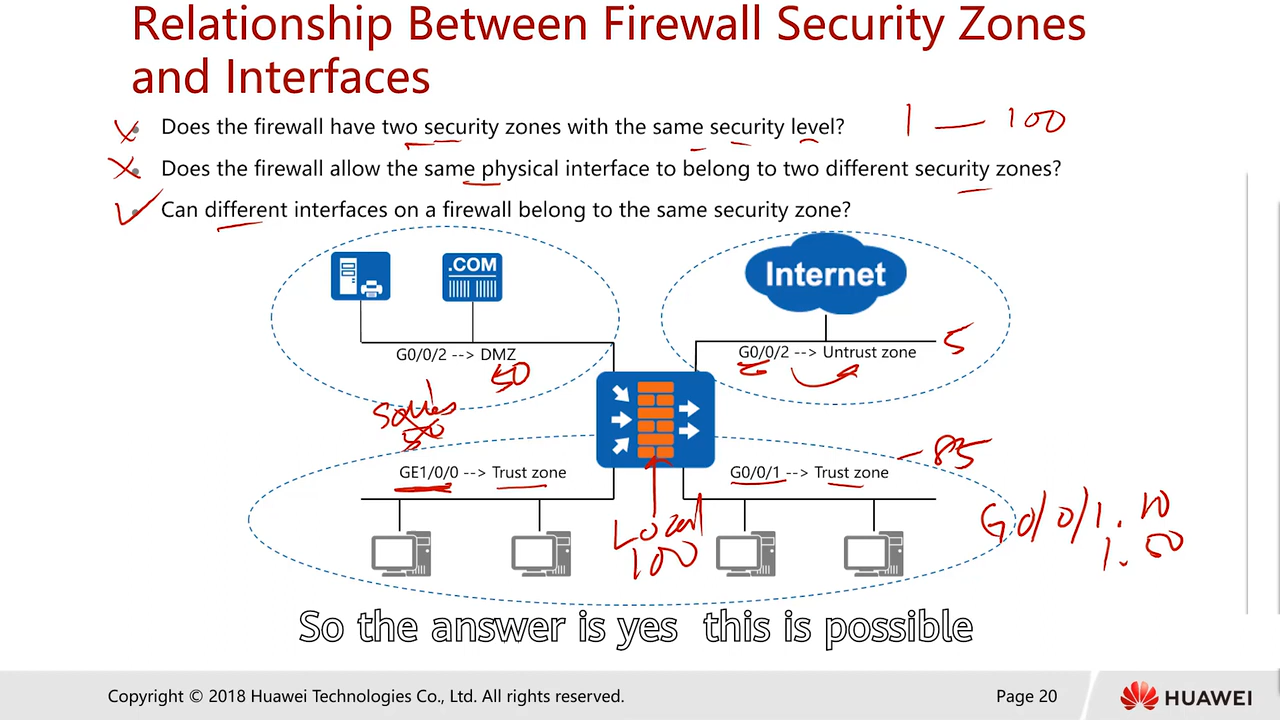 Relationship Between Firewall Security Zones
and Interfaces
Does the firewall have two security zones with the same security level?
1 — 100
Does the firewall allow the same physical interface to belong to two different security zones?
Can different interfaces on a firewall belong to the same security zone?
.COM
Internet
G0/0/2 --> DMZ
50
G0/0/2 --> Untrust zone
5
Sales
50
GE1/0/0 --> Trust zone
G0/0/1 --> Trust zone
- 85
Local
100
G0/0/1. 10
1. 50
So the answer is yes this is possible
Copyright © 2018 Huawei Technologies Co., Ltd. All rights reserved.
Page 20
HUAWEI